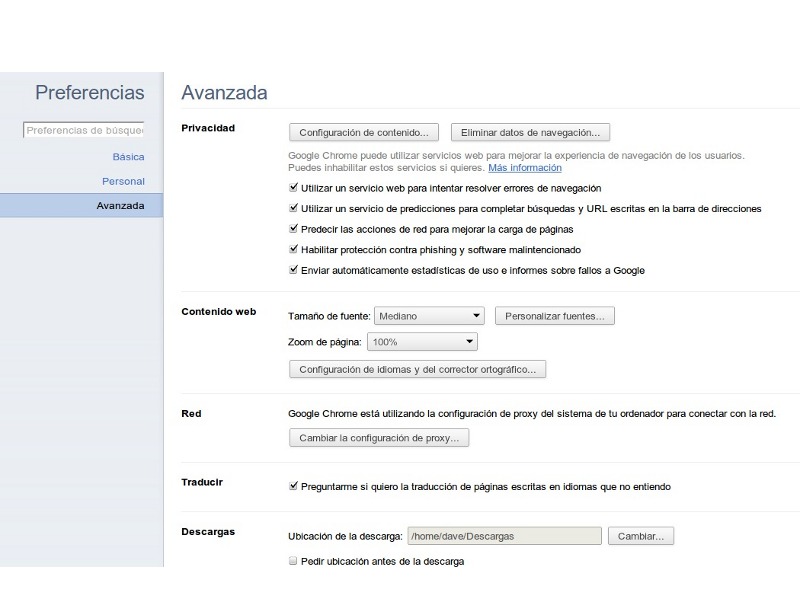 Preferencias
Preferencias de búsque
Básica
Personal
Avanzada
Avanzada
Privacidad
Configuración de contenido... Eliminar datos de navegación...
Google Chrome puede utilizar servicios web para mejorar la experiencia de navegación de los usuarios.
Puedes inhabilitar estos servicios si quieres. Más información
Utilizar un servicio web para intentar resolver errores de navegación
Utilizar un servicio de predicciones para completar búsquedas y URL escritas en la barra de direcciones
Predecir las acciones de red para mejorar la carga de páginas
Habilitar protección contra phishing y software malintencionado
Enviar automáticamente estadísticas de uso e informes sobre fallos a Google
Contenido web
Tamaño de fuente: Mediano Personalizar fuentes...
Zoom de página: 100%
Configuración de idiomas y del corrector ortográfico...
Red
Google Chrome está utilizando la configuración de proxy del sistema de tu ordenador para conectar con la red.
Cambiar la configuración de proxy...
Traducir
Preguntarme si quiero la traducción de páginas escritas en idiomas que no entiendo
Descargas
Ubicación de la descarga: /home/dave/Descargas Cambiar...
Pedir ubicación antes de la descarga